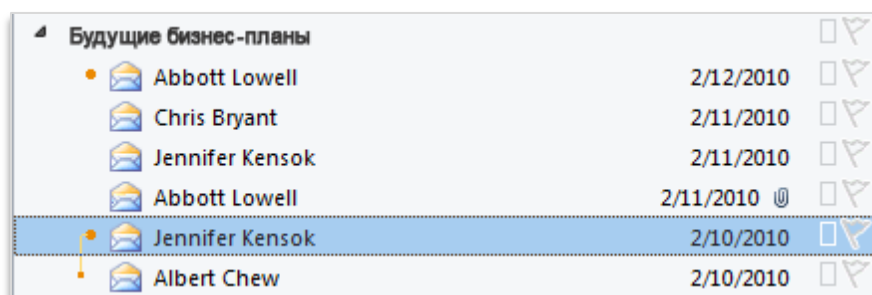 Будущие бизнес-планы
Abbott Lowell 2/12/2010
Chris Bryant 2/11/2010
Jennifer Kensok 2/11/2010
Abbott Lowell 2/11/2010
Jennifer Kensok 2/10/2010
Albert Chew 2/10/2010